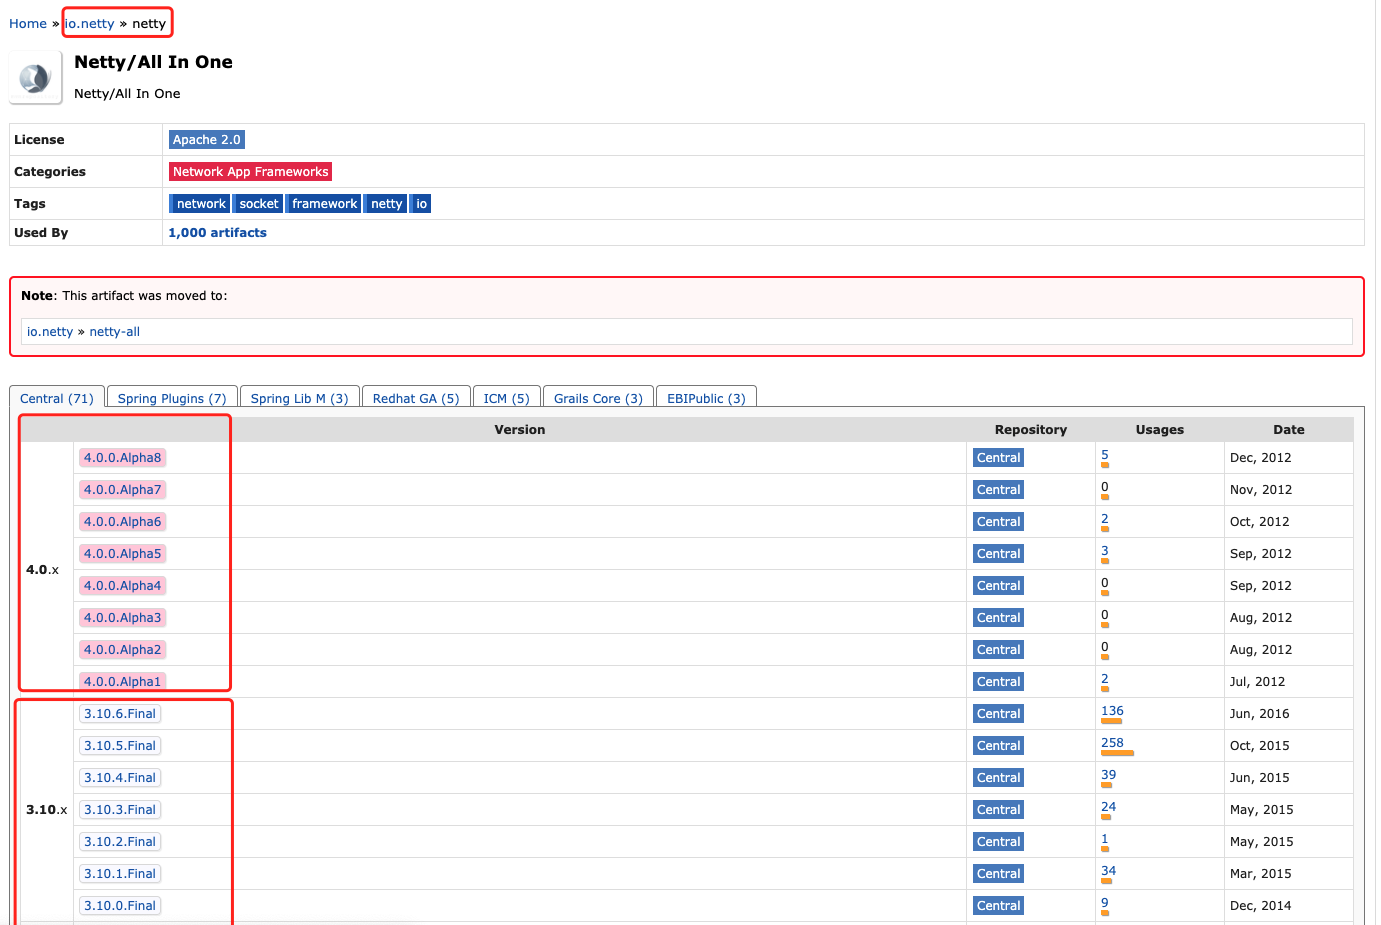 Home » io.netty » netty
Netty/All In One
Netty/All In One
License Apache 2.0
Categories Network App Frameworks
Tags network socket framework netty io
Used By 1,000 artifacts
Note: This artifact was moved to:
io.netty » netty-all
Central (71) Spring Plugins (7) Spring Lib M (3) Redhat GA (5) ICM (5) Grails Core (3) EBIPublic (3)
Version Repository Usages Date
4.0.0.Alpha8 Central 5 Dec, 2012
4.0.0.Alpha7 Central 0 Nov, 2012
4.0.0.Alpha6 Central 2 Oct, 2012
4.0.0.Alpha5 Central 3 Sep, 2012
4.0.x
4.0.0.Alpha4 Central 0 Sep, 2012
4.0.0.Alpha3 Central 0 Aug, 2012
4.0.0.Alpha2 Central 0 Aug, 2012
4.0.0.Alpha1 Central 2 Jul, 2012
3.10.6.Final Central 136 Jun, 2016
3.10.5.Final Central 258 Oct, 2015
3.10.4.Final Central 39 Jun, 2015
3.10.x 3.10.3.Final Central 24 May, 2015
3.10.2.Final Central 1 May, 2015
3.10.1.Final Central 34 Mar, 2015
3.10.0.Final Central 9 Dec, 2014